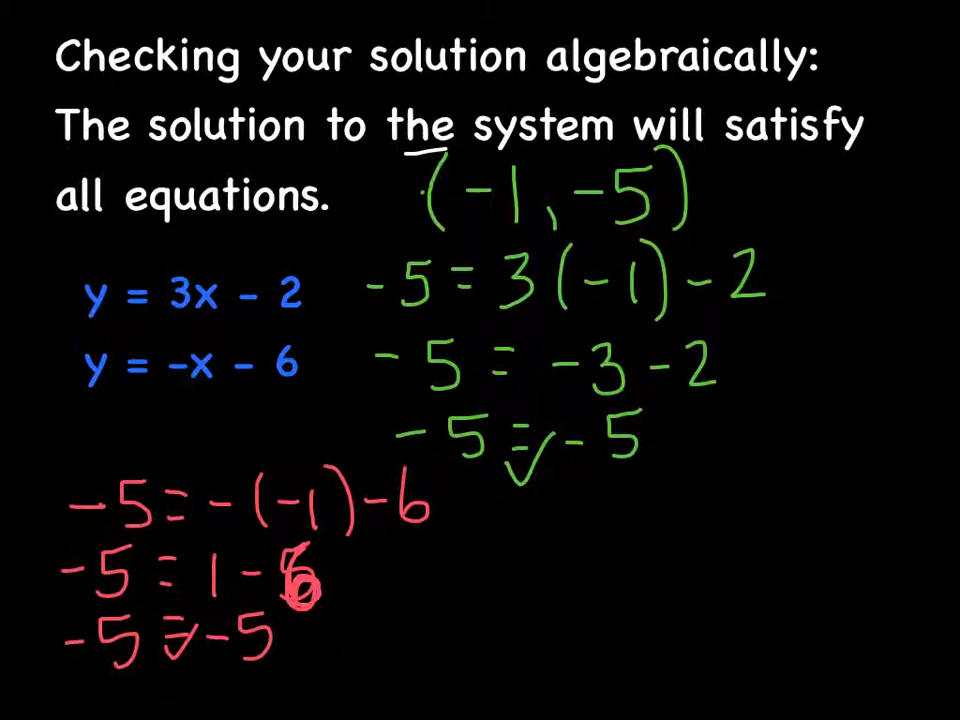 Checking your solution algebraically:
The solution to the system will satisfy
all equations.
(-1, -5)
y = 3x - 2
y = -x - 6
-5 = 3(-1) - 2
-5 = -3 - 2
-5 = -5 ✓
-5 = -(-1) - 6
-5 = 1 - 6
-5 = -5 ✓